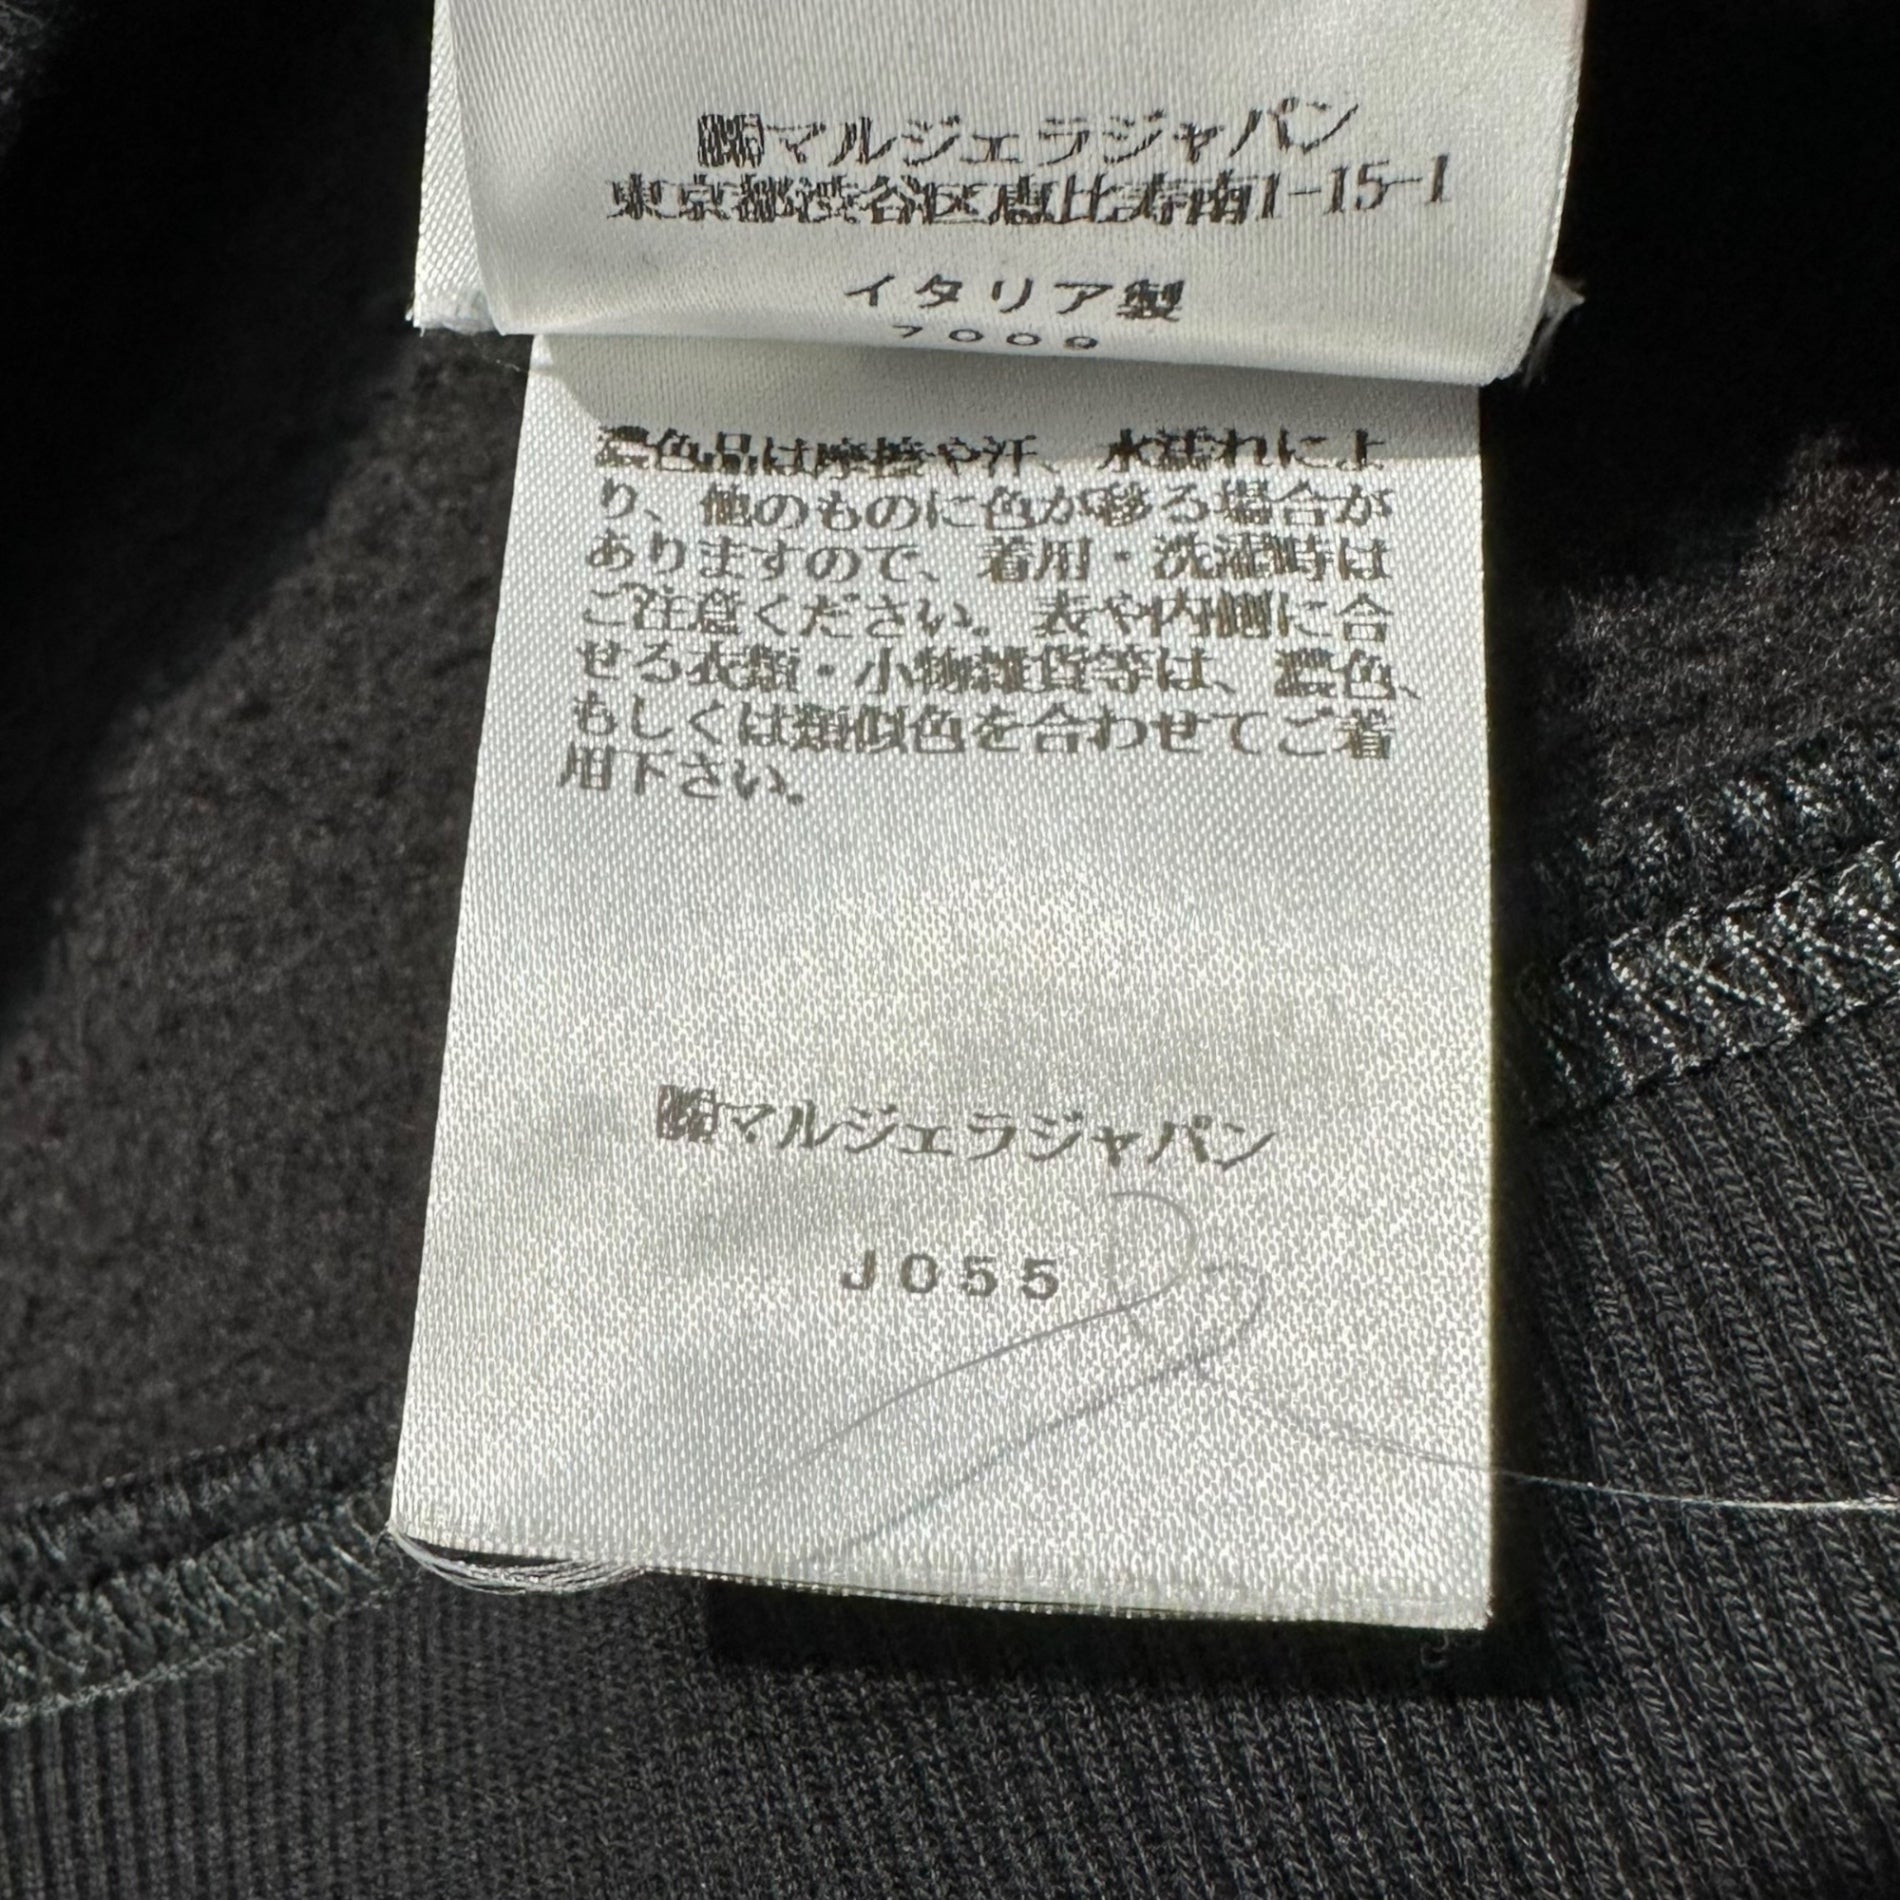 ㈱マルジェラジャパン
東京都渋谷区恵比寿南1-15-1
イタリア製
7009
濃色品は摩擦や汗、水濡れによ
り、他のものに色が移る場合が
ありますので、着用・洗濯時は
ご注意ください。表や内側に合
せる衣類・小物雑貨等は、濃色、
もしくは類似色を合わせてご着
用下さい。
㈱マルジェラジャパン
J055